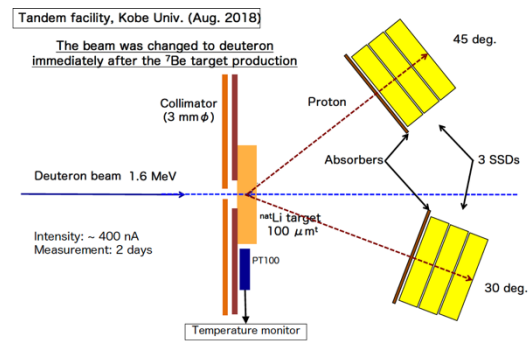 Tandem facility, Kobe Univ. (Aug. 2018)
The beam was changed to deuteron
immediately after the ⁷Be target production
45 deg.
Collimator
(3 mmφ)
Proton
Absorbers
3 SSDs
Deuteron beam 1.6 MeV
ⁿᵃᵗLi target
100 μmᵗ
Intensity: ~ 400 nA
Measurement: 2 days
PT100
30 deg.
Temperature monitor